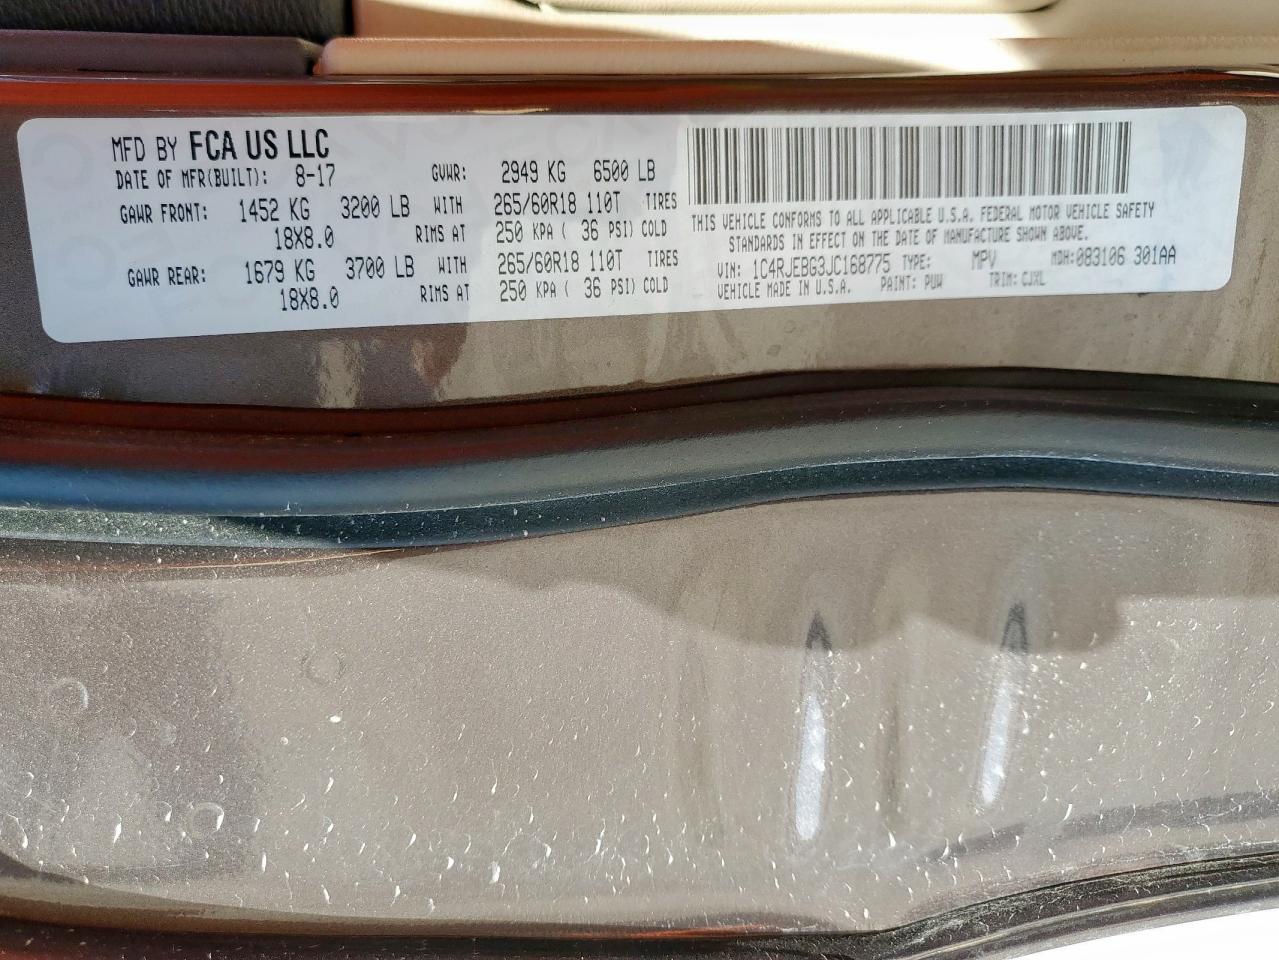 MFD BY FCA US LLC
DATE OF MFR(BUILT): 8-17 GVWR: 2949 KG 6500 LB
GAWR FRONT: 1452 KG 3200 LB WITH 265/60R18 110T TIRES
18X8.0 RIMS AT 250 KPA ( 36 PSI) COLD
GAWR REAR: 1679 KG 3700 LB WITH 265/60R18 110T TIRES
18X8.0 RIMS AT 250 KPA ( 36 PSI) COLD
THIS VEHICLE CONFORMS TO ALL APPLICABLE U.S.A. FEDERAL MOTOR VEHICLE SAFETY
STANDARDS IN EFFECT ON THE DATE OF MANUFACTURE SHOWN ABOVE.
VIN: 1C4RJEBG3JC168775 TYPE: MPV MDH: 083106 301AA
VEHICLE MADE IN U.S.A. PAINT: PUW TRIM: CJXL